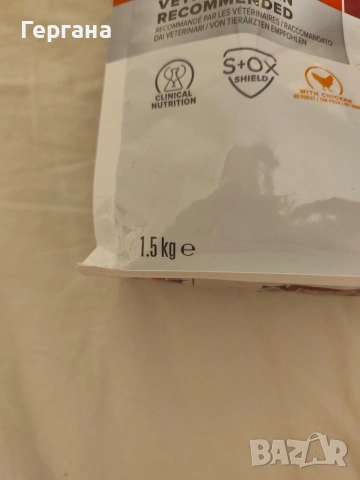 Гергана
RECOMMENDED
RECOMMANDÉ PAR LES VÉTÉRINAIRES / RACCOMANDATO
DAI VETERINARI / VON TIERÄRZTEN EMPFOHLEN
S+OX
SHIELD
CLINICAL
NUTRITION
WITH CHICKEN
1.5 kg e
BAZAR